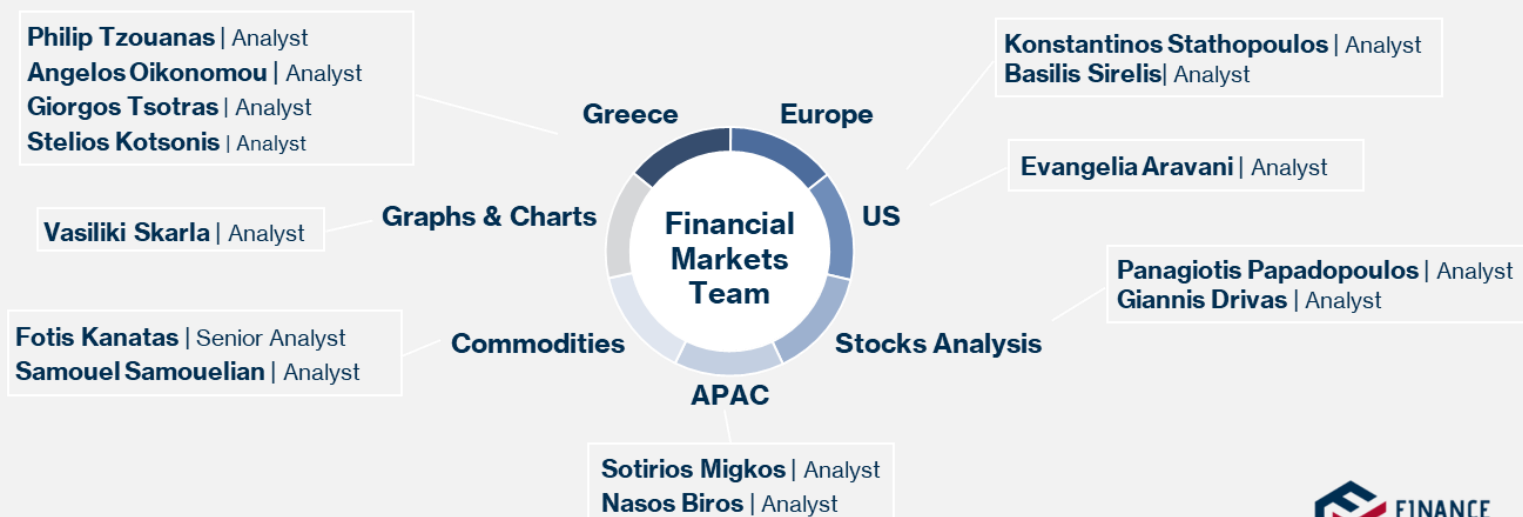 Philip Tzouanas | Analyst
Angelos Oikonomou | Analyst
Giorgos Tsotras | Analyst
Stelios Kotsonis | Analyst
Konstantinos Stathopoulos | Analyst
Basilis Sirelis| Analyst
Greece
Europe
Evangelia Aravani | Analyst
Vasiliki Skarla | Analyst
Graphs & Charts
Financial
Markets
Team
US
Panagiotis Papadopoulos | Analyst
Giannis Drivas | Analyst
Fotis Kanatas | Senior Analyst
Samouel Samouelian | Analyst
Commodities
Stocks Analysis
APAC
Sotirios Migkos | Analyst
Nasos Biros | Analyst
FINANCE